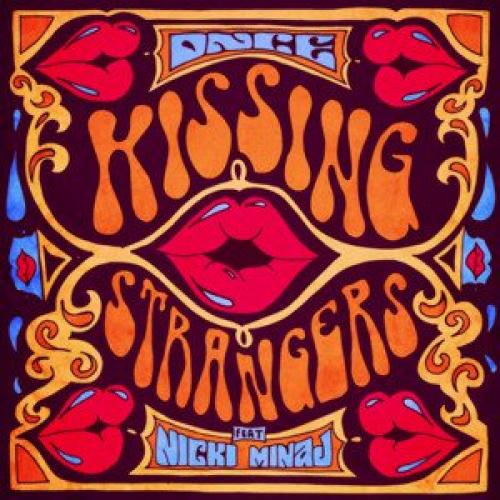 DNCE
KISSING
STRANGERS
FEAT
NICKI MINAJ